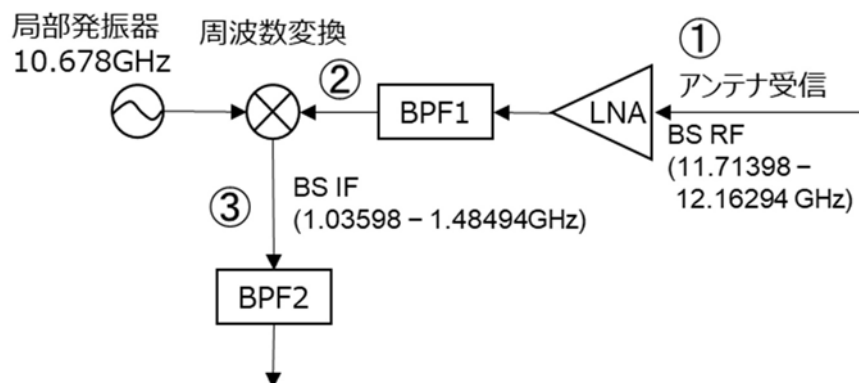 局部発振器
10.678GHz
周波数変換
①
アンテナ受信
②
BPF1
LNA
BS RF
(11.71398 –
12.16294 GHz)
③
BS IF
(1.03598 – 1.48494GHz)
BPF2